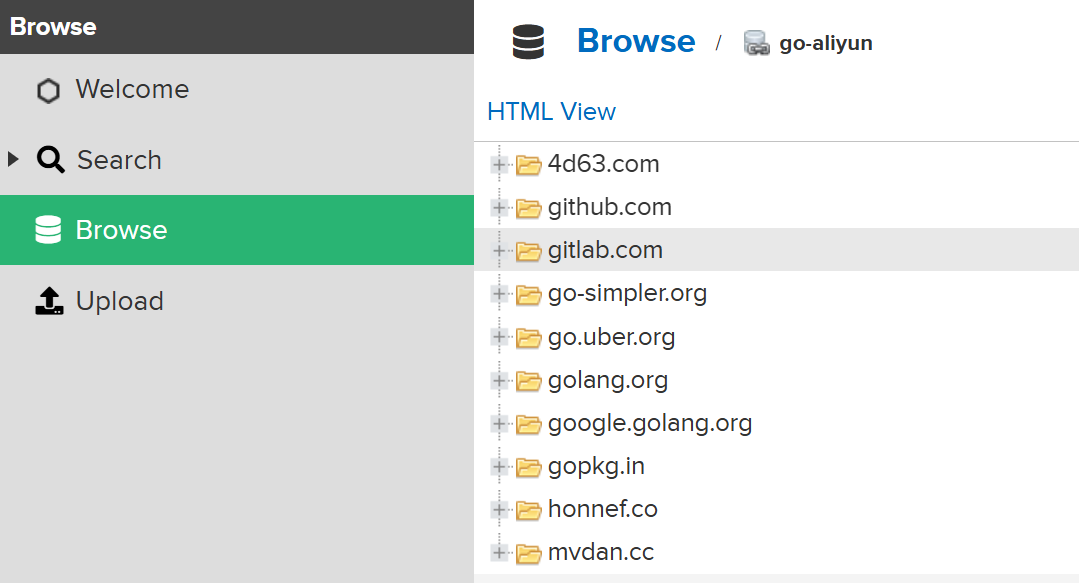 Browse
Welcome
Search
Browse
Upload
Browse / go-aliyun
HTML View
4d63.com
github.com
gitlab.com
go-simpler.org
go.uber.org
golang.org
google.golang.org
gopkg.in
honnef.co
mvdan.cc